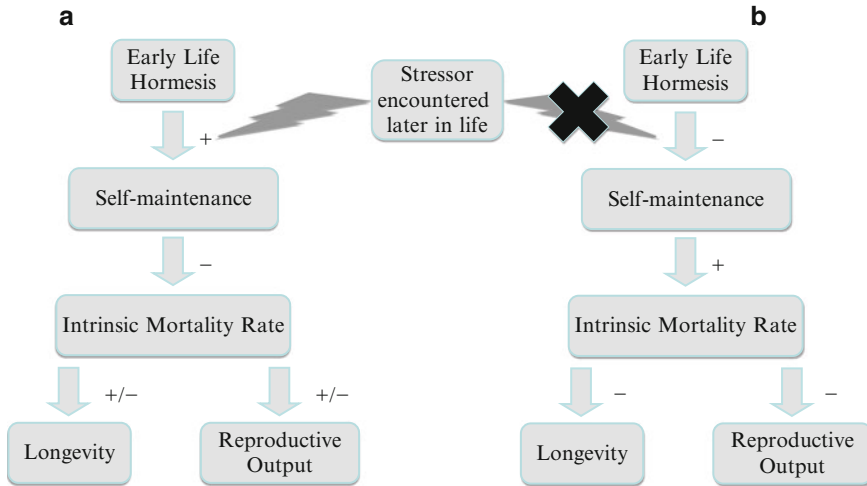 a
Early Life
Hormesis
+
Self-maintenance
−
Intrinsic Mortality Rate
+/−
+/−
Longevity
Reproductive
Output
Stressor
encountered
later in life
b
Early Life
Hormesis
−
Self-maintenance
+
Intrinsic Mortality Rate
−
−
Longevity
Reproductive
Output